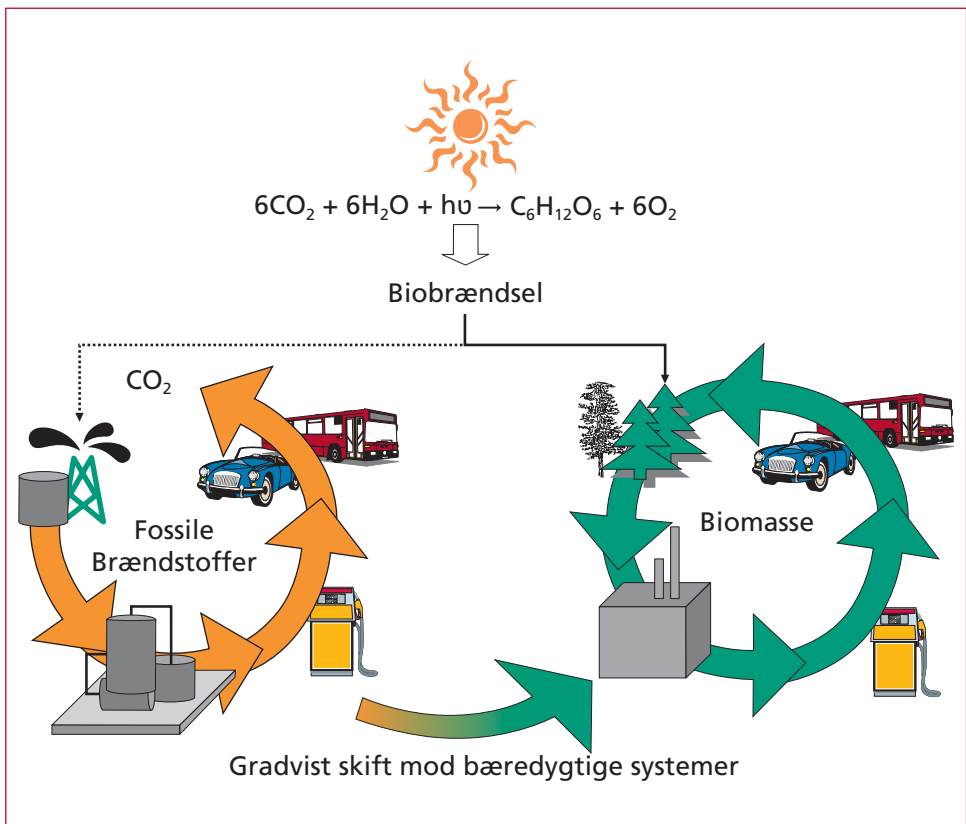 6CO₂ + 6H₂O + hυ → C₆H₁₂O₆ + 6O₂
Biobrændsel
CO₂
Fossile
Brændstoffer
Biomasse
Gradvist skift mod bæredygtige systemer